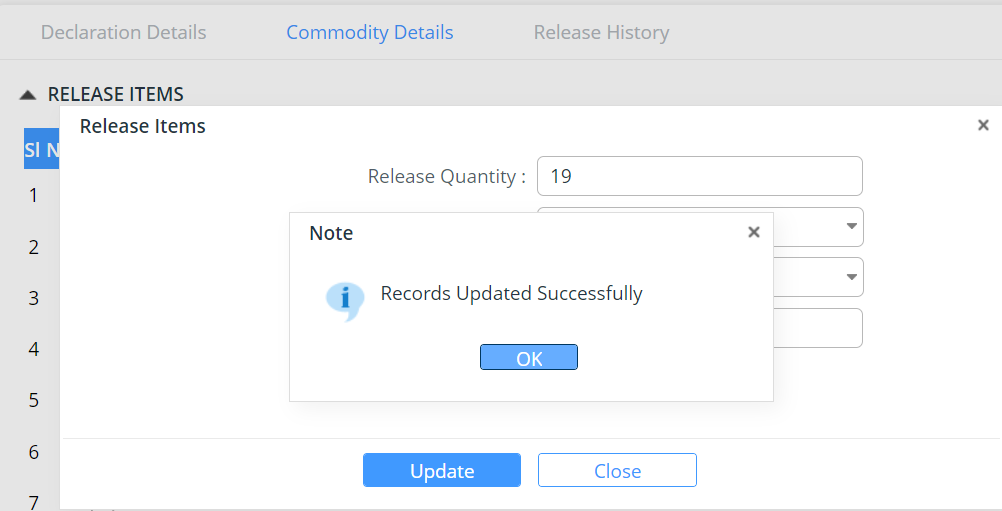 Declaration Details Commodity Details Release History
RELEASE ITEMS
Release Items
Sl
Release Quantity : 19
1
Note
2
3
Records Updated Successfully
4
OK
5
6
Update Close
7